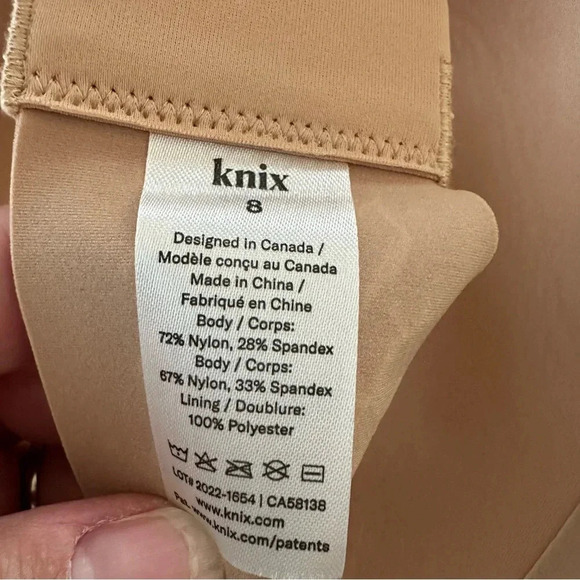 knix
8
Designed in Canada /
Modèle conçu au Canada
Made in China /
Fabriqué en Chine
Body / Corps:
72% Nylon, 28% Spandex
Body / Corps:
67% Nylon, 33% Spandex
Lining / Doublure:
100% Polyester
LOT# 2022-1664 | CA58138
www.knix.com
www.knix.com/patents